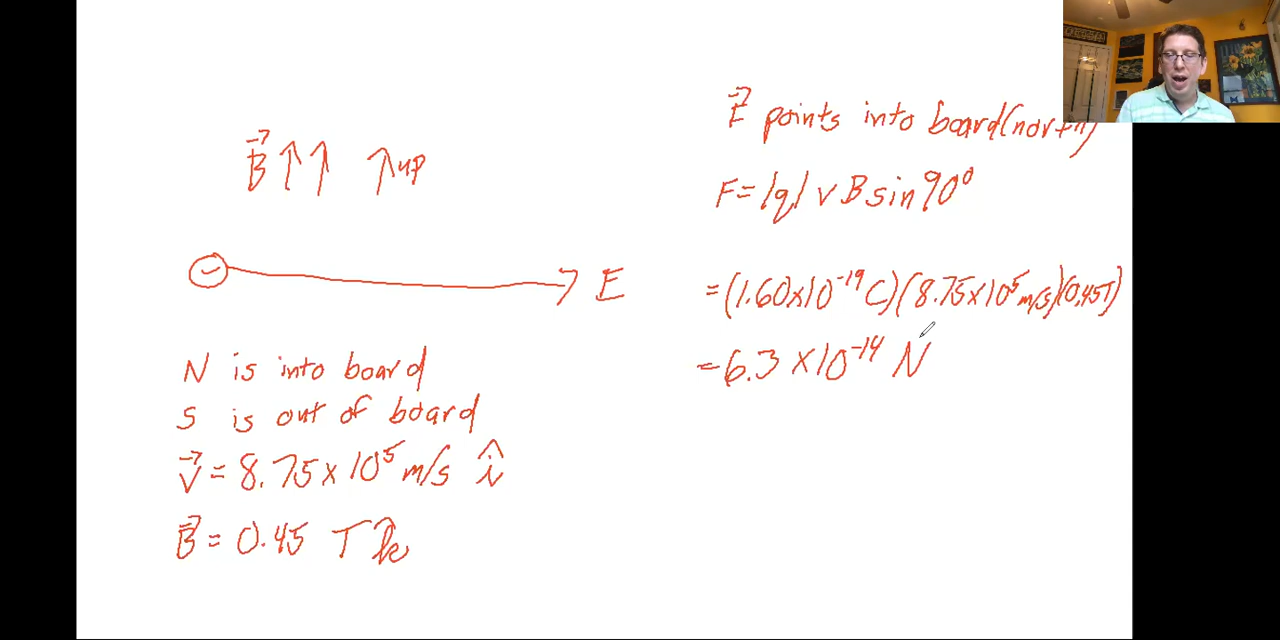 B⃗ ↑ ↑ ↑ up
E
N is into board
S is out of board
v⃗ = 8.75 × 10⁵ m/s î
B⃗ = 0.45 T k̂
F⃗ points into board (north)
F = |q| v B sin 90°
= (1.60 × 10⁻¹⁹ C)(8.75 × 10⁵ m/s)(0.45T)
= 6.3 × 10⁻¹⁴ N